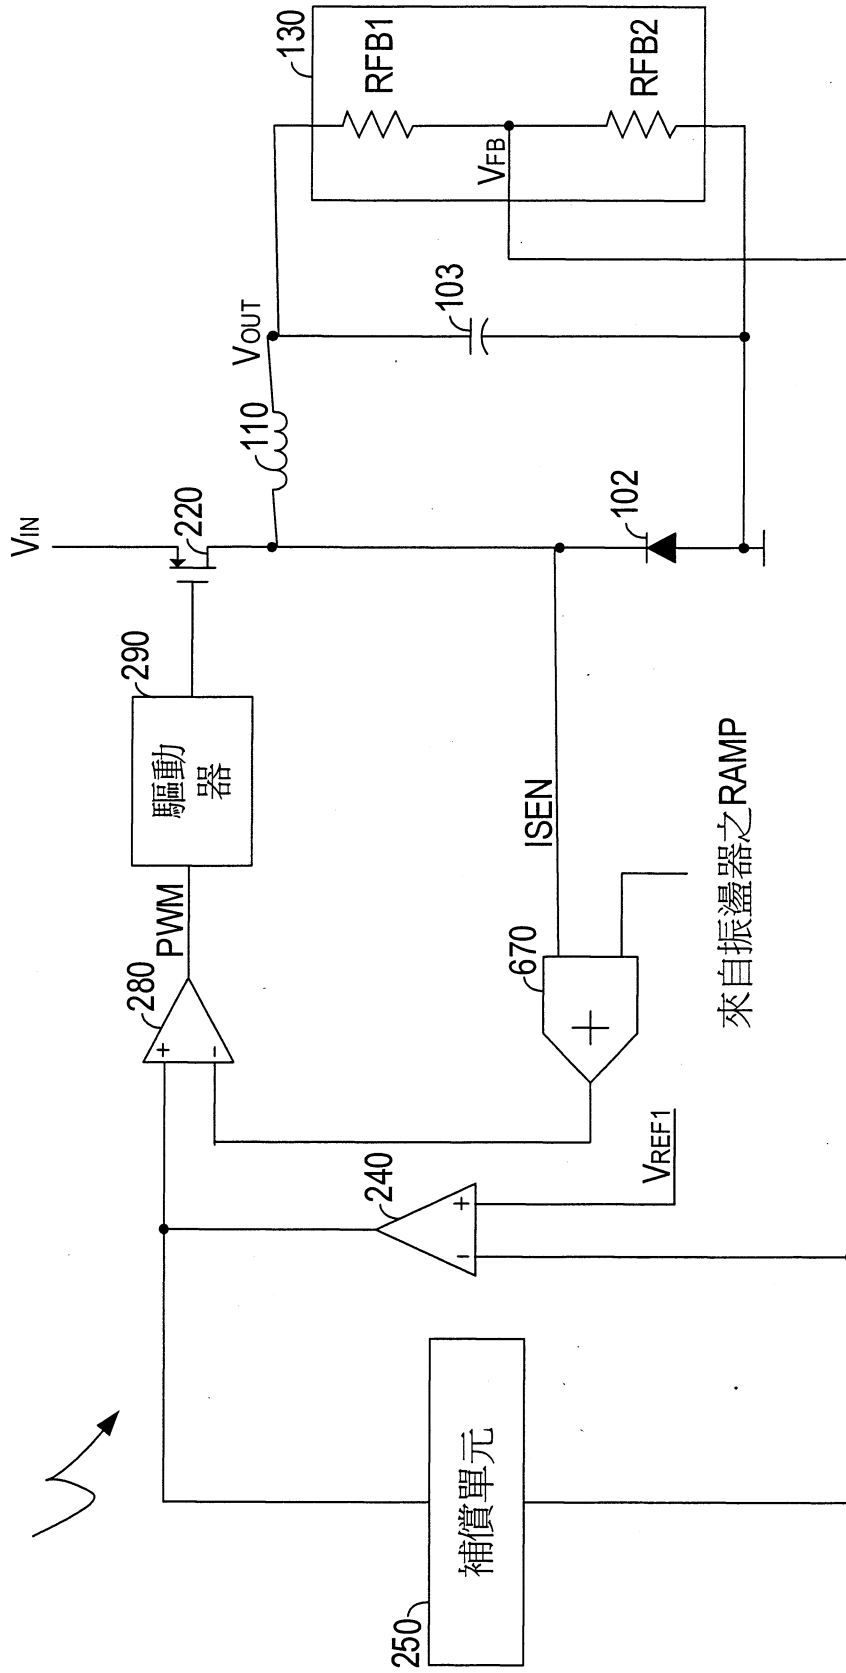 250
補償單元
240
+
−
VREF1
280
+
−
PWM
290
驅動
器
VIN
220
110
VOUT
130
RFB1
VFB
RFB2
103
102
ISEN
670
+
來自振盪器之RAMP